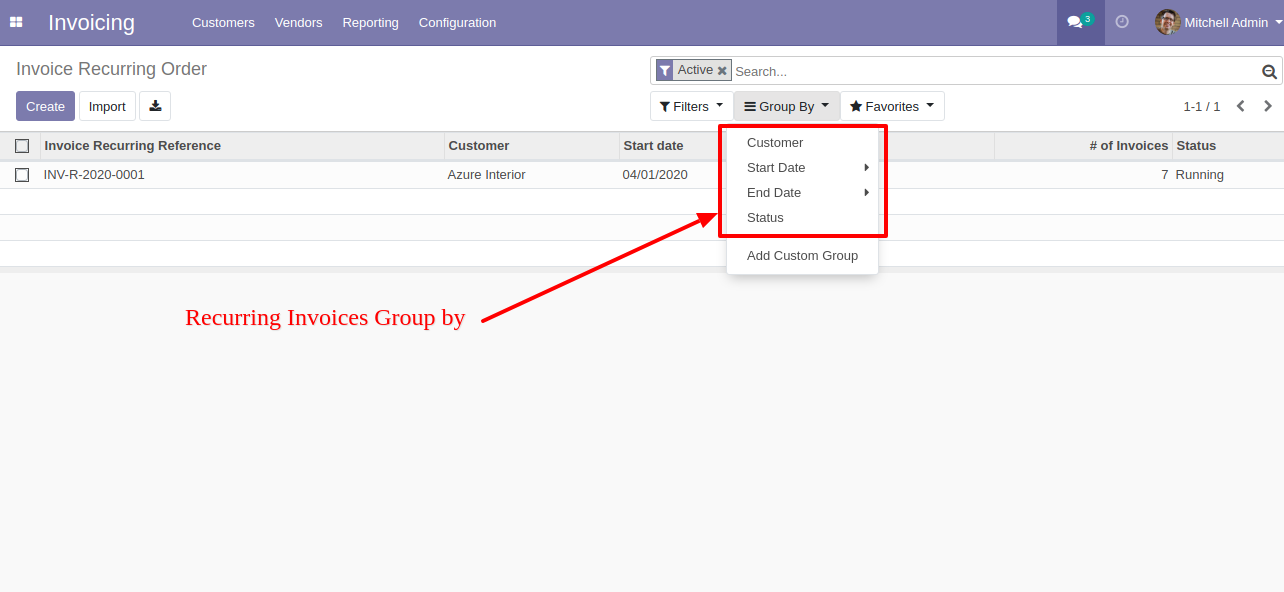 Invoicing Customers Vendors Reporting Configuration 3 Mitchell Admin
Invoice Recurring Order
Active Search...
Create Import Filters Group By Favorites 1-1 / 1
Invoice Recurring Reference Customer Start date # of Invoices Status
INV-R-2020-0001 Azure Interior 04/01/2020 7 Running
Customer
Start Date
End Date
Status
Add Custom Group
Recurring Invoices Group by